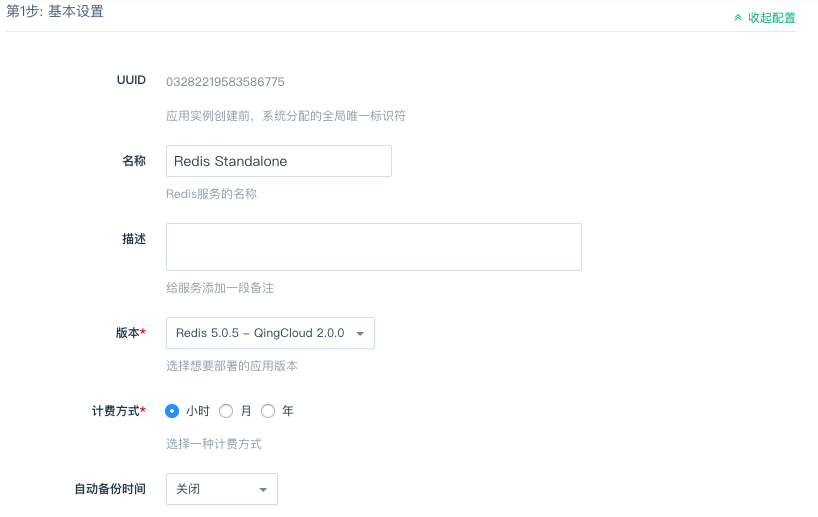 第1步: 基本设置
收起配置
UUID 03282219583586775
应用实例创建前，系统分配的全局唯一标识符
名称 Redis Standalone
Redis服务的名称
描述
给服务添加一段备注
版本* Redis 5.0.5 – QingCloud 2.0.0
选择想要部署的应用版本
计费方式* 小时 月 年
选择一种计费方式
自动备份时间 关闭